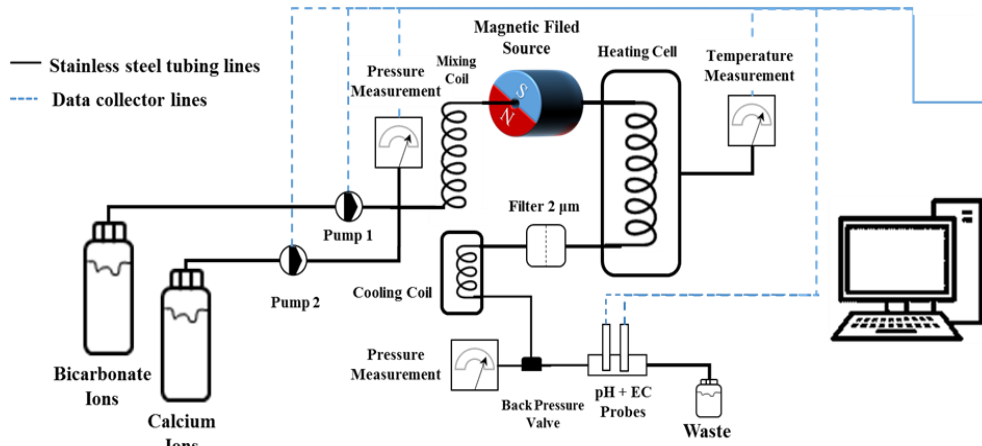 Stainless steel tubing lines
Data collector lines
Pressure
Measurement
Mixing
Coil
Magnetic Filed
Source
S
N
Heating Cell
Temperature
Measurement
Pump 1
Pump 2
Filter 2 μm
Cooling Coil
Bicarbonate
Ions
Calcium
Ions
Pressure
Measurement
Back Pressure
Valve
pH + EC
Probes
Waste